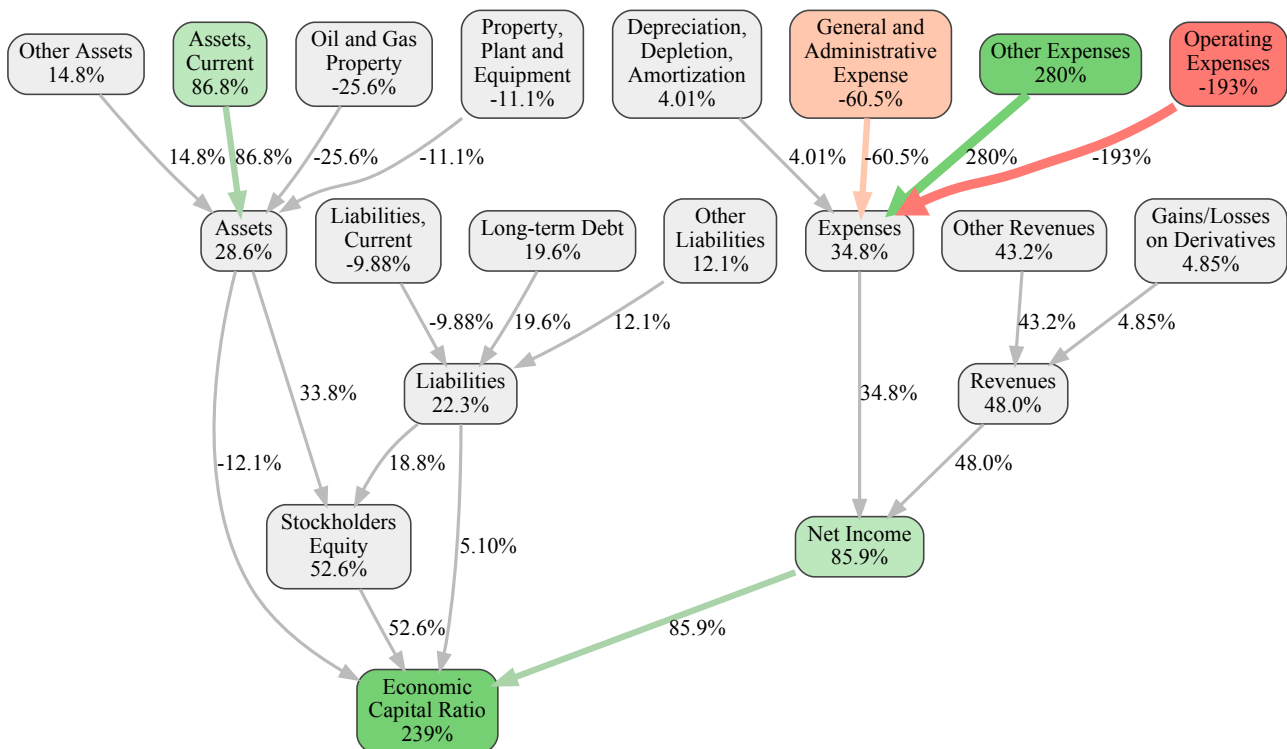 Other Assets
14.8%
Assets,
Current
86.8%
Oil and Gas
Property
-25.6%
Property,
Plant and
Equipment
-11.1%
Depreciation,
Depletion,
Amortization
4.01%
General and
Administrative
Expense
-60.5%
Other Expenses
280%
Operating
Expenses
-193%
14.8%
86.8%
-25.6%
-11.1%
4.01%
-60.5%
280%
-193%
Assets
28.6%
Liabilities,
Current
-9.88%
Long-term Debt
19.6%
Other
Liabilities
12.1%
Expenses
34.8%
Other Revenues
43.2%
Gains/Losses
on Derivatives
4.85%
-9.88%
19.6%
12.1%
43.2%
4.85%
33.8%
Liabilities
22.3%
34.8%
Revenues
48.0%
-12.1%
18.8%
48.0%
Stockholders
Equity
52.6%
5.10%
Net Income
85.9%
52.6%
85.9%
Economic
Capital Ratio
239%